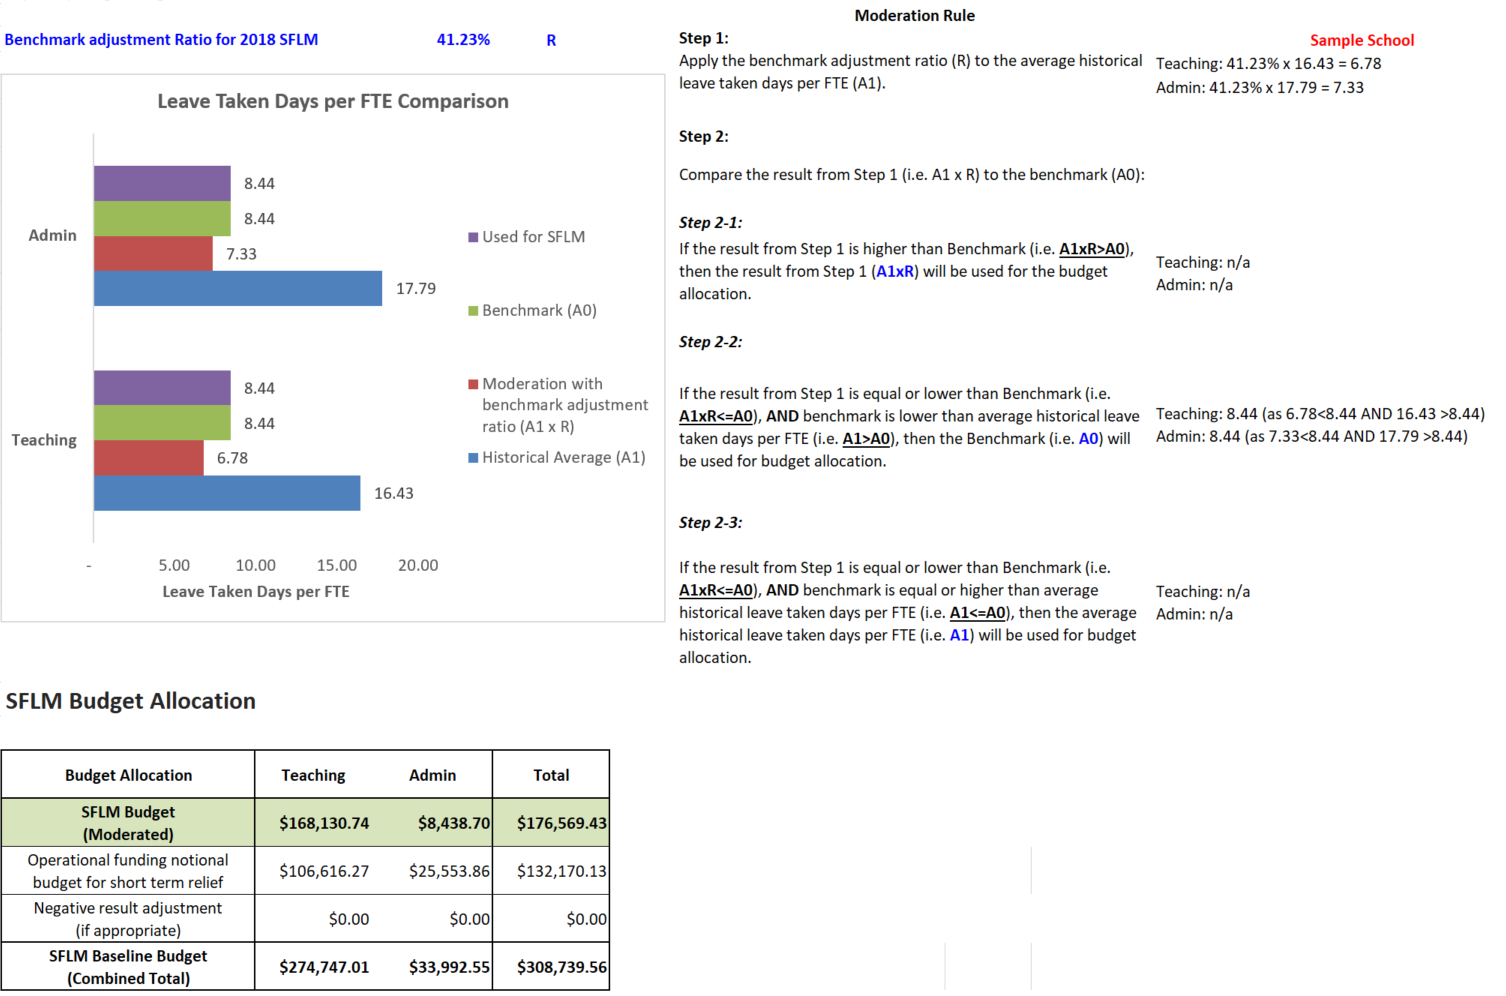 Benchmark adjustment Ratio for 2018 SFLM 41.23% R
Leave Taken Days per FTE Comparison
Admin
8.44
8.44
7.33
17.79
Teaching
8.44
8.44
6.78
16.43
- 5.00 10.00 15.00 20.00
Leave Taken Days per FTE
Used for SFLM
Benchmark (A0)
Moderation with
benchmark adjustment
ratio (A1 x R)
Historical Average (A1)
Moderation Rule
Sample School
Step 1:
Apply the benchmark adjustment ratio (R) to the average historical
leave taken days per FTE (A1).
Teaching: 41.23% x 16.43 = 6.78
Admin: 41.23% x 17.79 = 7.33
Step 2:
Compare the result from Step 1 (i.e. A1 x R) to the benchmark (A0):
Step 2-1:
If the result from Step 1 is higher than Benchmark (i.e. A1xR>A0),
then the result from Step 1 (A1xR) will be used for the budget
allocation.
Teaching: n/a
Admin: n/a
Step 2-2:
If the result from Step 1 is equal or lower than Benchmark (i.e.
A1xR<=A0), AND benchmark is lower than average historical leave
taken days per FTE (i.e. A1>A0), then the Benchmark (i.e. A0) will
be used for budget allocation.
Teaching: 8.44 (as 6.78<8.44 AND 16.43 >8.44)
Admin: 8.44 (as 7.33<8.44 AND 17.79 >8.44)
Step 2-3:
If the result from Step 1 is equal or lower than Benchmark (i.e.
A1xR<=A0), AND benchmark is equal or higher than average
historical leave taken days per FTE (i.e. A1<=A0), then the average
historical leave taken days per FTE (i.e. A1) will be used for budget
allocation.
Teaching: n/a
Admin: n/a
SFLM Budget Allocation
Budget Allocation Teaching Admin Total
SFLM Budget
(Moderated) $168,130.74 $8,438.70 $176,569.43
Operational funding notional
budget for short term relief $106,616.27 $25,553.86 $132,170.13
Negative result adjustment
(if appropriate) $0.00 $0.00 $0.00
SFLM Baseline Budget
(Combined Total) $274,747.01 $33,992.55 $308,739.56